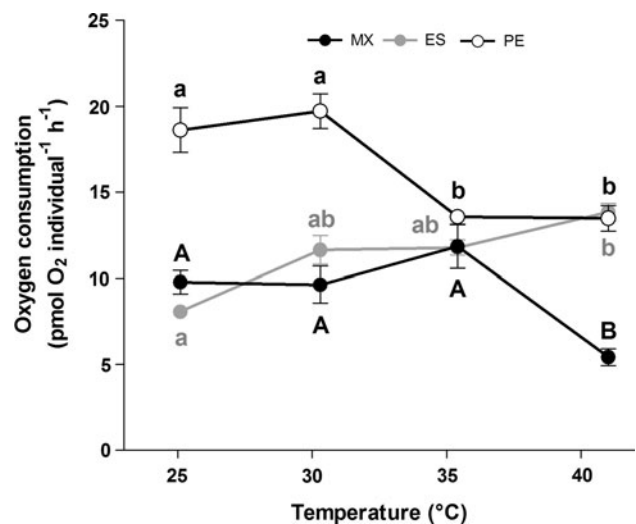 25
MX ES PE
a
a
20
15
b
b
ab
ab
b
A
10
A
A
a
B
5
0
25 30 35 40
Oxygen consumption
(pmol O₂ individual⁻¹ h⁻¹)
Temperature (°C)